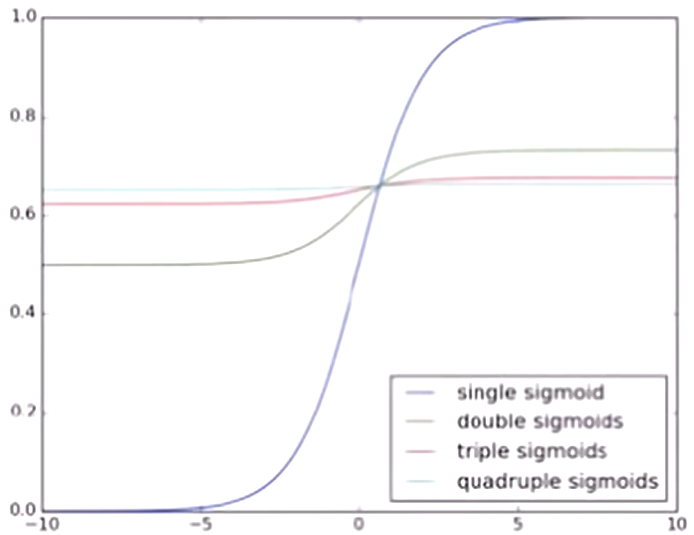 1.0
0.8
0.6
0.4
0.2
0.0
single sigmoid
double sigmoids
triple sigmoids
quadruple sigmoids
−10 −5 0 5 10